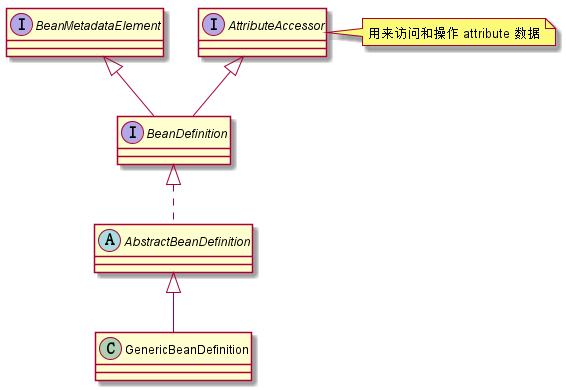 I BeanMetadataElement
I AttributeAccessor
用来访问和操作 attribute 数据
I BeanDefinition
A AbstractBeanDefinition
C GenericBeanDefinition